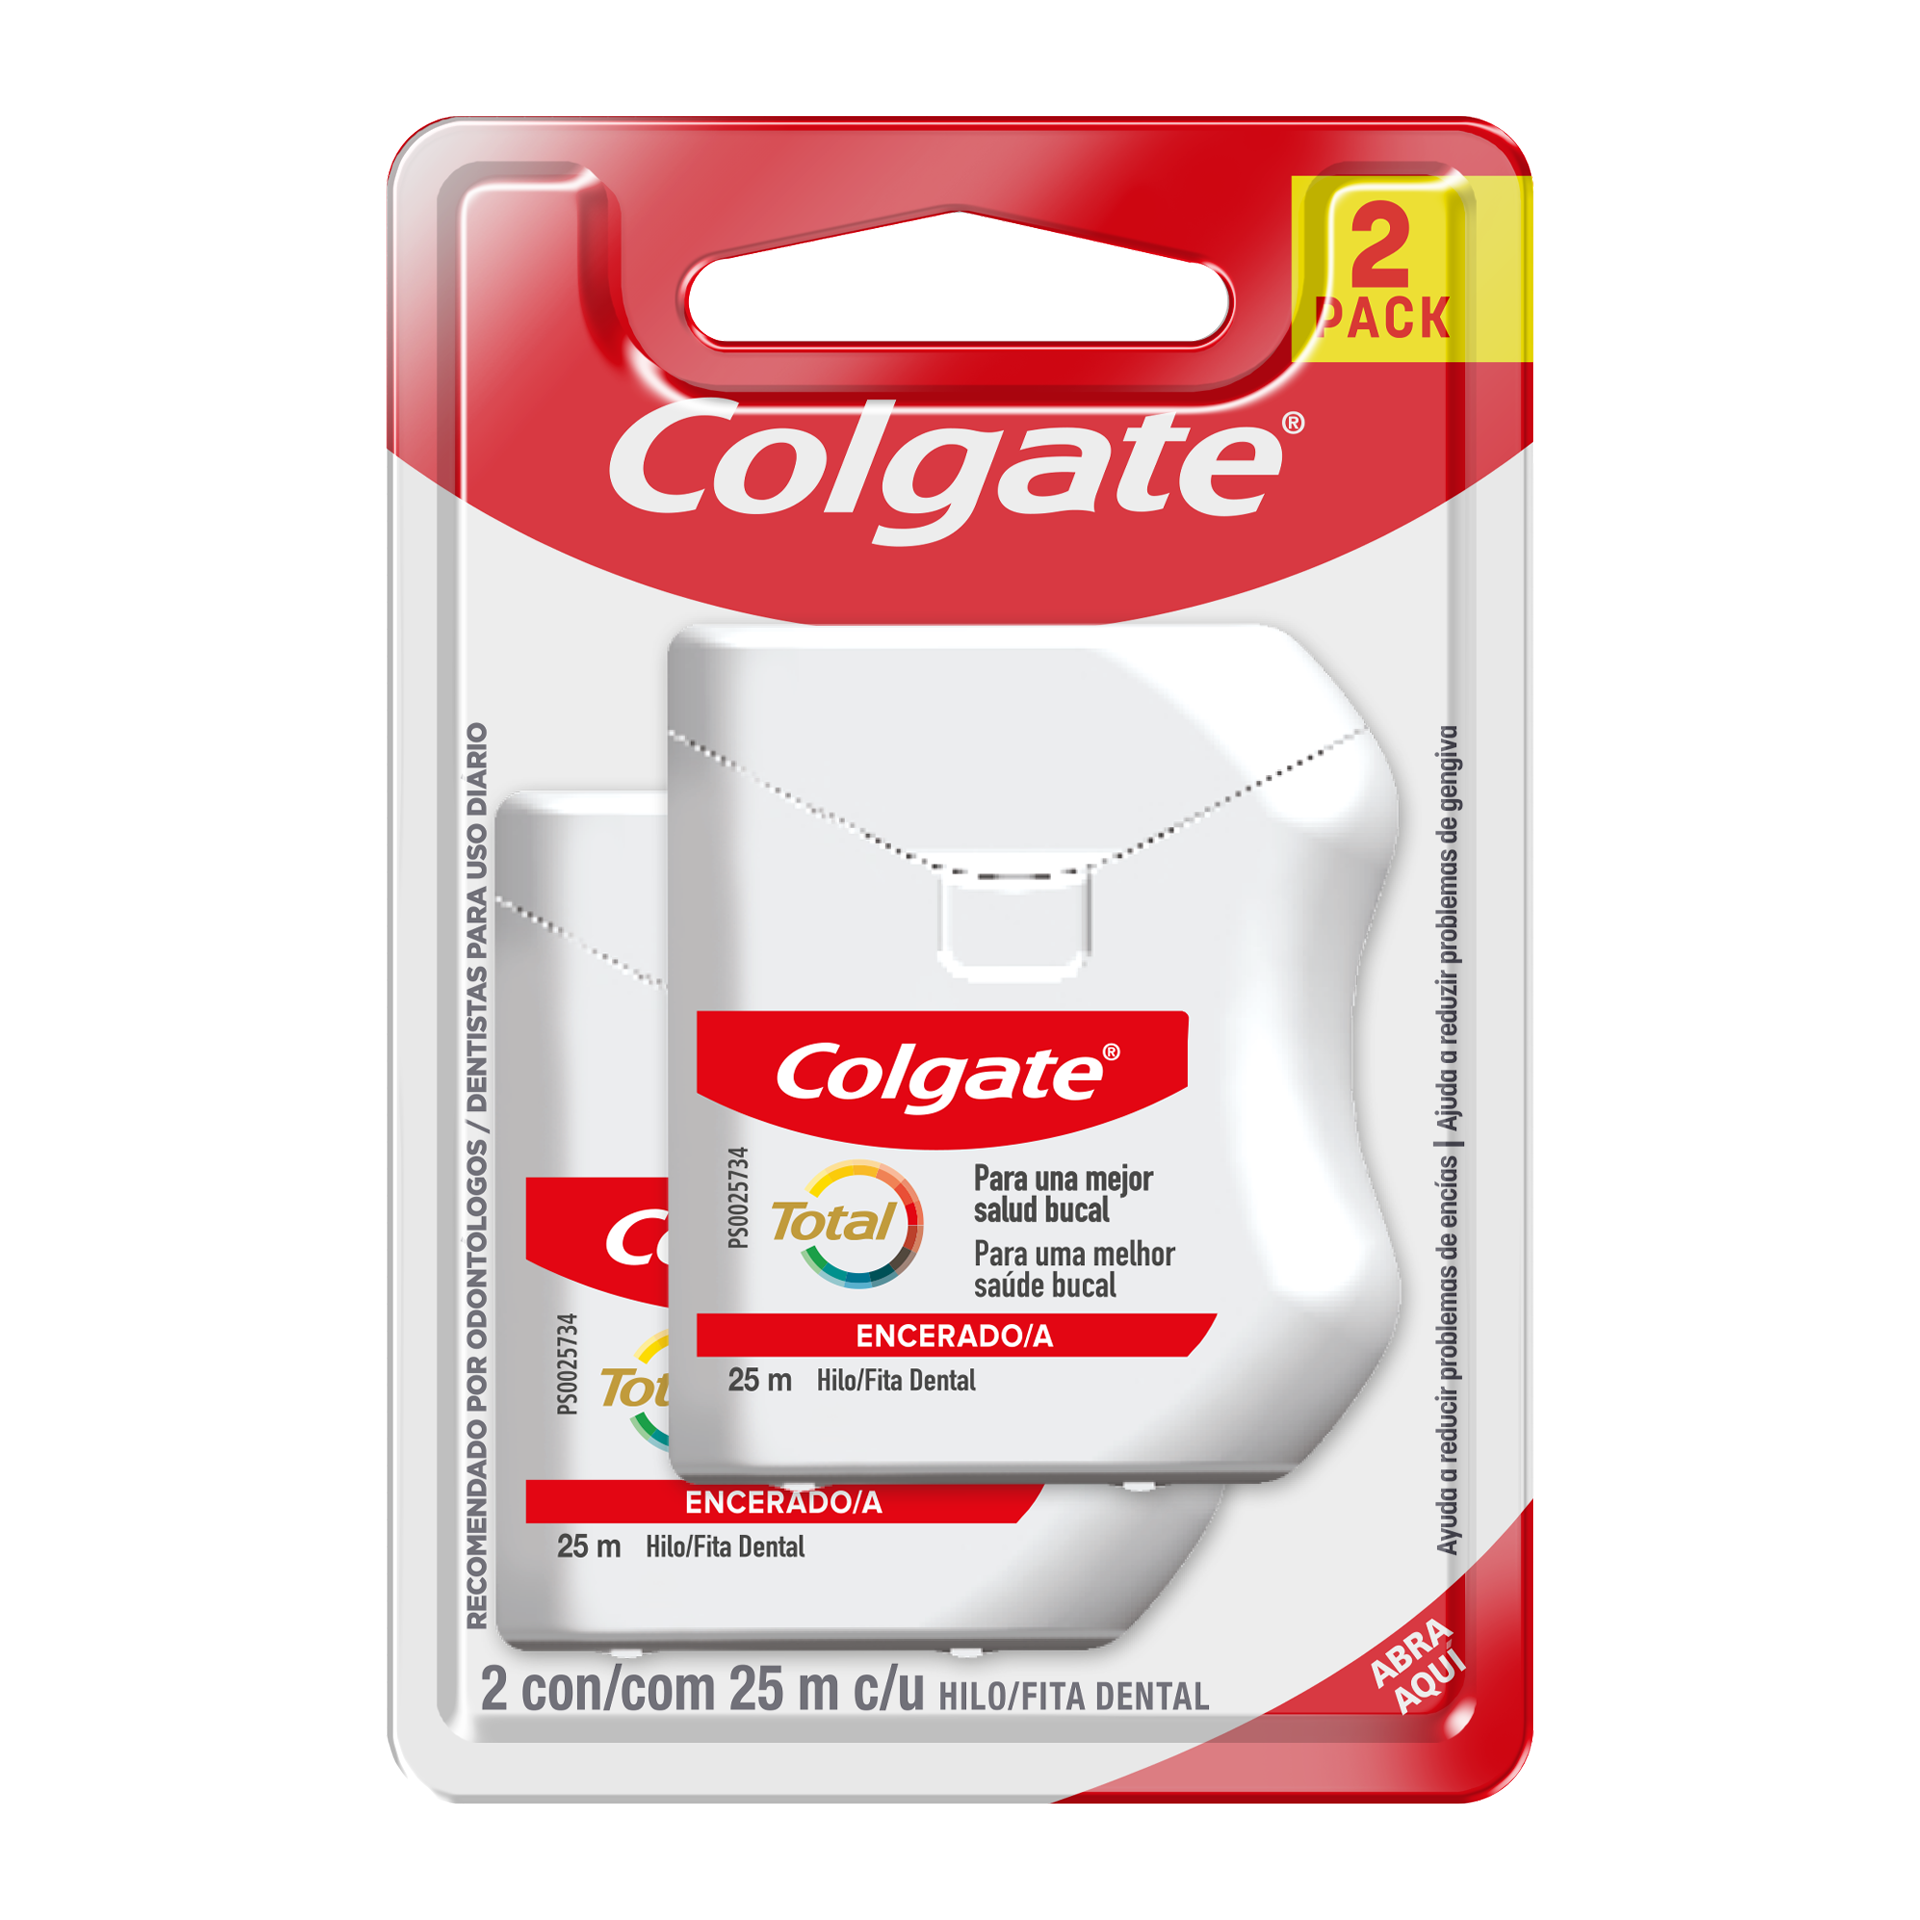 2
PACK
Colgate®
RECOMENDADO POR ODONTÓLOGOS / DENTISTAS PARA USO DIÁRIO
Ayuda a reducir problemas de encías | Ajuda a reduzir problemas de gengiva
Colgate®
PS0025734
Total
Para una mejor
salud bucal
Para uma melhor
saúde bucal
ENCERADO/A
25 m Hilo/Fita Dental
Co
PS0025734
Tot
ENCERADO/A
25 m Hilo/Fita Dental
2 con/com 25 m c/u HILO/FITA DENTAL
ABRA
AQUÍ